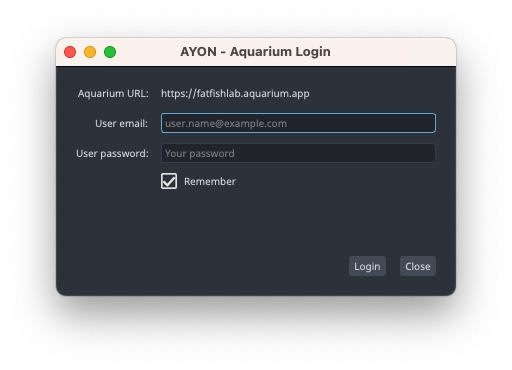 AYON - Aquarium Login
Aquarium URL: https://fatfishlab.aquarium.app
User email: user.name@example.com
User password: Your password
Remember
Login Close